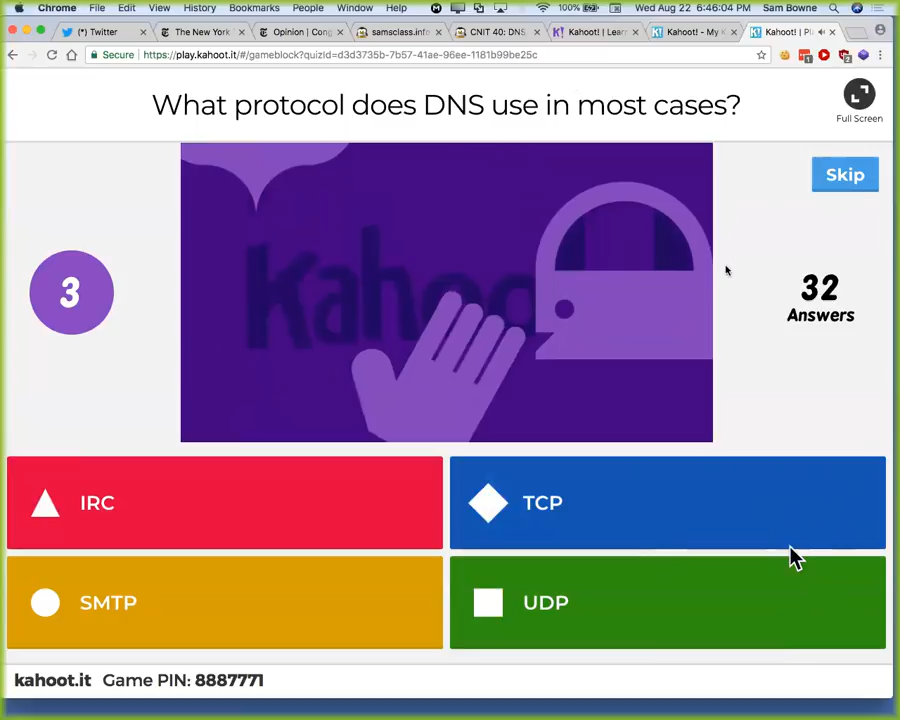 Chrome File Edit View History Bookmarks People Window Help 100% Wed Aug 22 6:46:04 PM Sam Bowne
(*) Twitter The New York Opinion | Cong samsclass.info CNIT 40: DNS Kahoot! | Learn Kahoot! - My K Kahoot! | Pl
Secure https://play.kahoot.it/#/gameblock?quizId=d3d3735b-7b57-41ae-96ee-1181b99be25c 1 2
What protocol does DNS use in most cases?
Full Screen
Skip
Kahoo
3
32
Answers
IRC
TCP
SMTP
UDP
kahoot.it Game PIN: 8887771